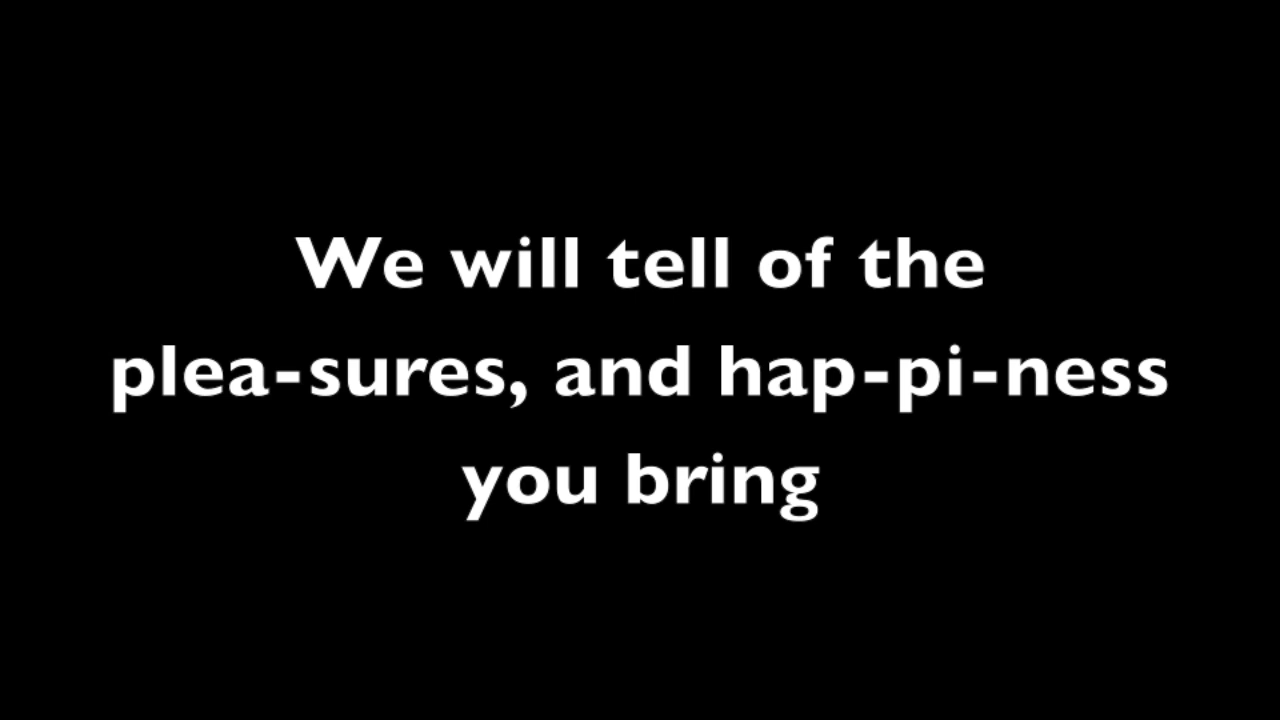 We will tell of the
plea-sures, and hap-pi-ness
you bring